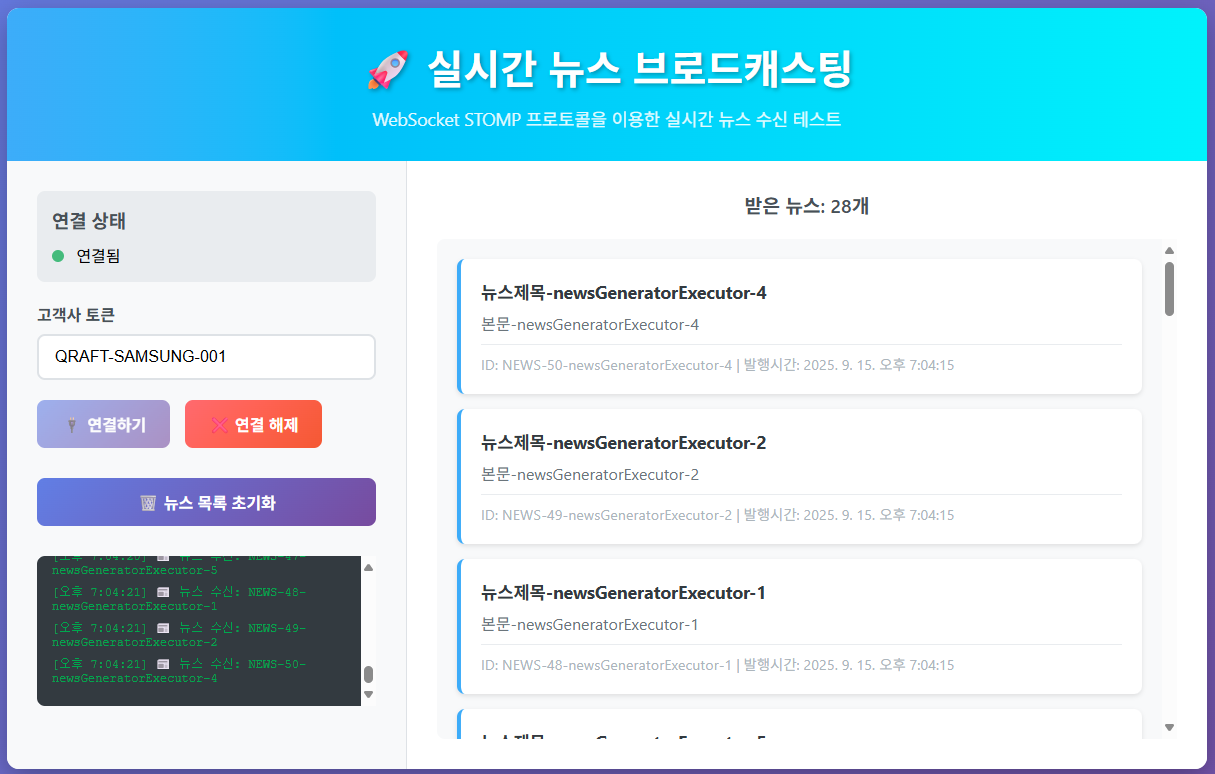 🚀 실시간 뉴스 브로드캐스팅
WebSocket STOMP 프로토콜을 이용한 실시간 뉴스 수신 테스트
연결 상태
연결됨
고객사 토큰
QRAFT-SAMSUNG-001
연결하기
❌ 연결 해제
🗑️ 뉴스 목록 초기화
newsGeneratorExecutor-5
[오후 7:04:21] 📰 뉴스 수신: NEWS-48-
newsGeneratorExecutor-1
[오후 7:04:21] 📰 뉴스 수신: NEWS-49-
newsGeneratorExecutor-2
[오후 7:04:21] 📰 뉴스 수신: NEWS-50-
newsGeneratorExecutor-4
받은 뉴스: 28개
뉴스제목-newsGeneratorExecutor-4
본문-newsGeneratorExecutor-4
ID: NEWS-50-newsGeneratorExecutor-4 | 발행시간: 2025. 9. 15. 오후 7:04:15
뉴스제목-newsGeneratorExecutor-2
본문-newsGeneratorExecutor-2
ID: NEWS-49-newsGeneratorExecutor-2 | 발행시간: 2025. 9. 15. 오후 7:04:15
뉴스제목-newsGeneratorExecutor-1
본문-newsGeneratorExecutor-1
ID: NEWS-48-newsGeneratorExecutor-1 | 발행시간: 2025. 9. 15. 오후 7:04:15